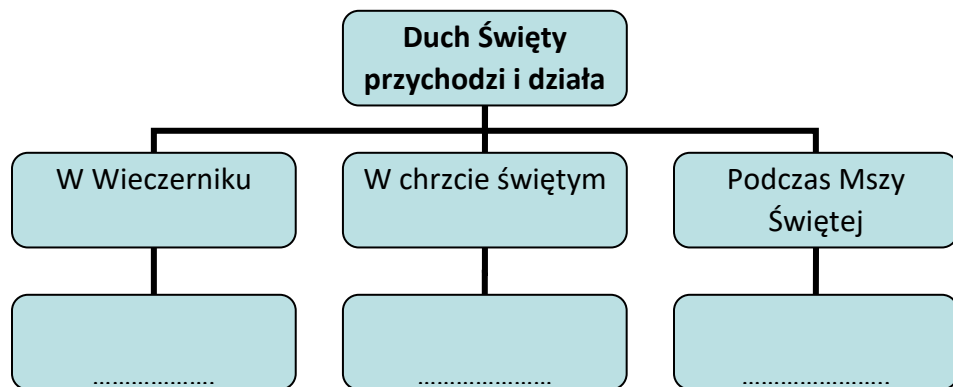 Duch Święty
przychodzi i działa
W Wieczerniku
W chrzcie świętym
Podczas Mszy
Świętej
………………..
…………………
…………………..